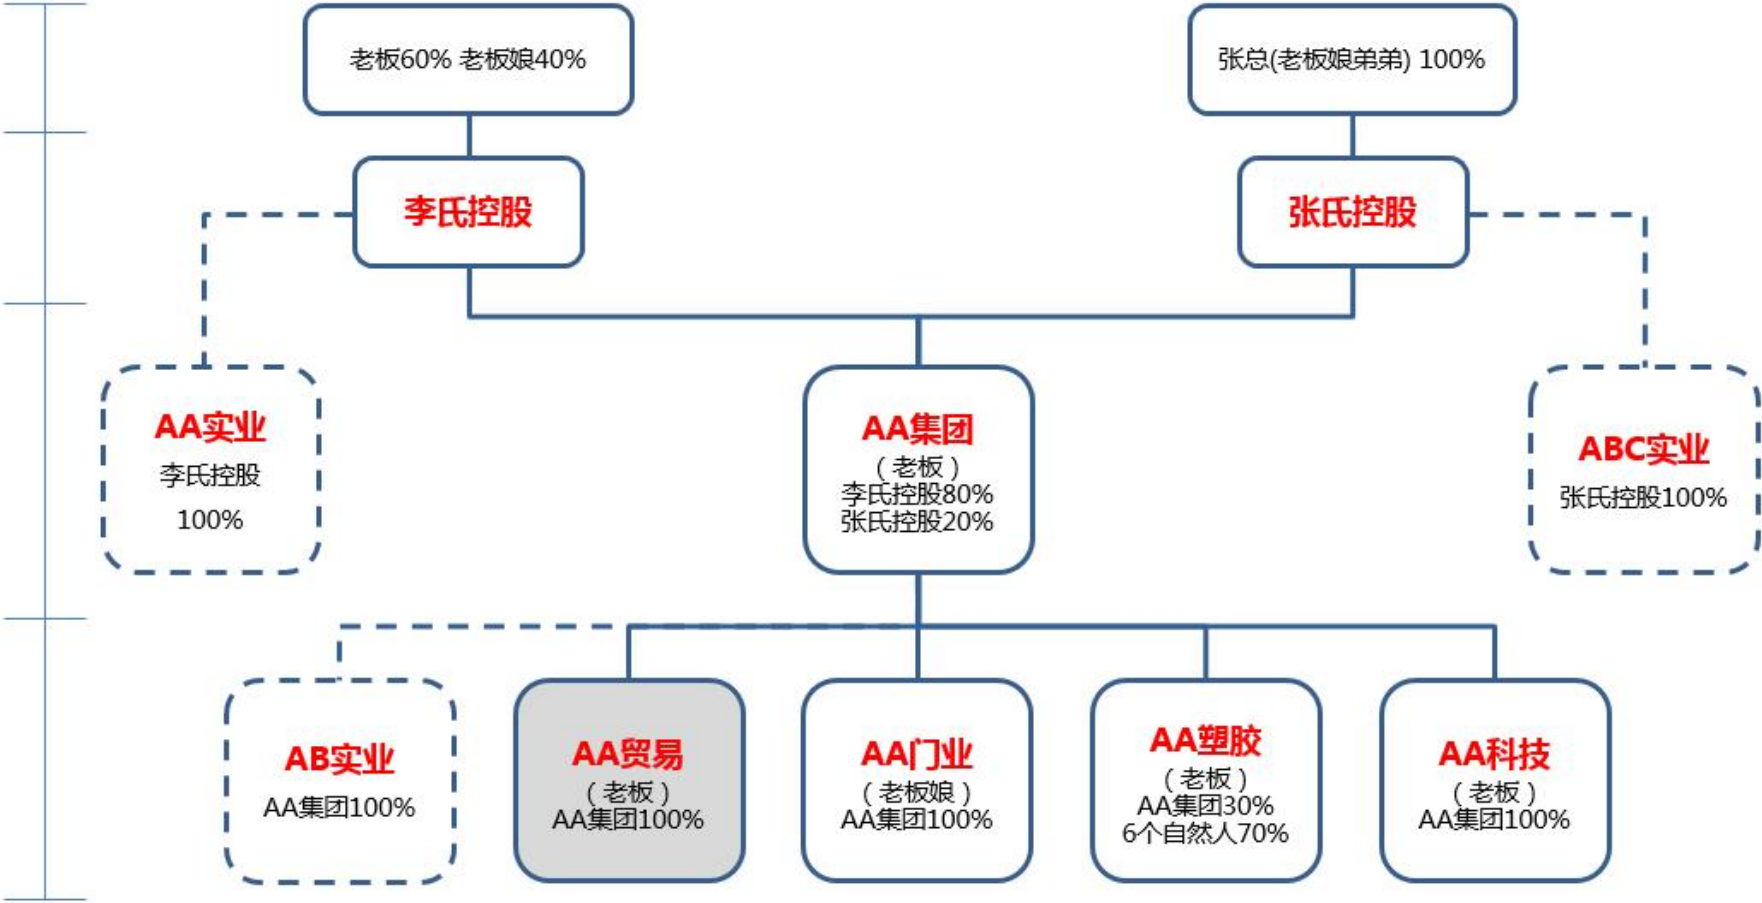 老板60% 老板娘40%
张总(老板娘弟弟) 100%
李氏控股
张氏控股
AA实业
李氏控股
100%
AA集团
（老板）
李氏控股80%
张氏控股20%
ABC实业
张氏控股100%
AB实业
AA集团100%
AA贸易
（老板）
AA集团100%
AA门业
（老板娘）
AA集团100%
AA塑胶
（老板）
AA集团30%
6个自然人70%
AA科技
（老板）
AA集团100%